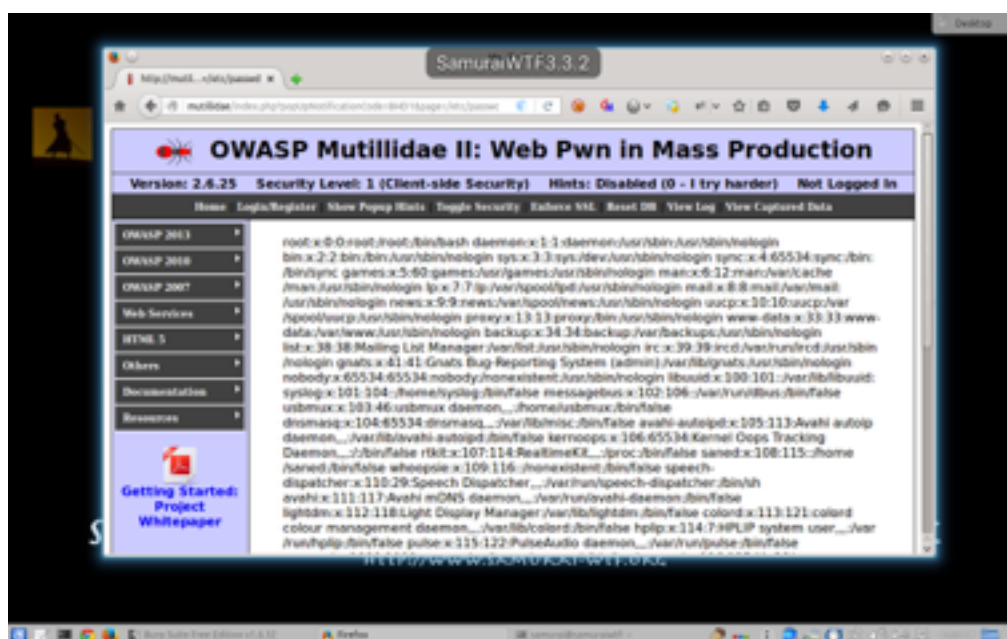 Desktop
SamuraiWTF3.3.2
http://mutil...=/etc/passwd
OWASP Mutillidae II: Web Pwn in Mass Production
Version: 2.6.25 Security Level: 1 (Client-side Security) Hints: Disabled (0 - I try harder) Not Logged In
Home Login/Register Show Popup Hints Toggle Security Enforce SSL Reset DB View Log View Captured Data
OWASP 2013
OWASP 2010
OWASP 2007
Web Services
HTML 5
Others
Documentation
Resources
Getting Started:
Project
Whitepaper
root:x:0:0:root:/root:/bin/bash daemon:x:1:1:daemon:/usr/sbin:/usr/sbin/nologin
bin:x:2:2:bin:/bin:/usr/sbin/nologin sys:x:3:3:sys:/dev:/usr/sbin/nologin sync:x:4:65534:sync:/bin:
/bin/sync games:x:5:60:games:/usr/games:/usr/sbin/nologin man:x:6:12:man:/var/cache
/man:/usr/sbin/nologin lp:x:7:7:lp:/var/spool/lpd:/usr/sbin/nologin mail:x:8:8:mail:/var/mail:
/usr/sbin/nologin news:x:9:9:news:/var/spool/news:/usr/sbin/nologin uucp:x:10:10:uucp:/var
/spool/uucp:/usr/sbin/nologin proxy:x:13:13:proxy:/bin:/usr/sbin/nologin www-data:x:33:33:www-
data:/var/www:/usr/sbin/nologin backup:x:34:34:backup:/var/backups:/usr/sbin/nologin
list:x:38:38:Mailing List Manager:/var/list:/usr/sbin/nologin irc:x:39:39:ircd:/var/run/ircd:/usr/sbin
/nologin gnats:x:41:41:Gnats Bug-Reporting System (admin):/var/lib/gnats:/usr/sbin/nologin
nobody:x:65534:65534:nobody:/nonexistent:/usr/sbin/nologin libuuid:x:100:101::/var/lib/libuuid:
syslog:x:101:104::/home/syslog:/bin/false messagebus:x:102:106::/var/run/dbus:/bin/false
usbmux:x:103:46:usbmux daemon,,,:/home/usbmux:/bin/false
dnsmasq:x:104:65534:dnsmasq,,,:/var/lib/misc:/bin/false avahi-autoipd:x:105:113:Avahi autoip
daemon,,,:/var/lib/avahi-autoipd:/bin/false kernoops:x:106:65534:Kernel Oops Tracking
Daemon,,,:/:/bin/false rtkit:x:107:114:RealtimeKit,,,:/proc:/bin/false saned:x:108:115::/home
/saned:/bin/false whoopsie:x:109:116::/nonexistent:/bin/false speech-
dispatcher:x:110:29:Speech Dispatcher,,,:/var/run/speech-dispatcher:/bin/sh
avahi:x:111:117:Avahi mDNS daemon,,,:/var/run/avahi-daemon:/bin/false
lightdm:x:112:118:Light Display Manager:/var/lib/lightdm:/bin/false colord:x:113:121:colord
colour management daemon,,,:/var/lib/colord:/bin/false hplip:x:114:7:HPLIP system user,,,:/var
/run/hplip:/bin/false pulse:x:115:122:PulseAudio daemon,,,:/var/run/pulse:/bin/false
HTTP://WWW.SAMURAI-WTF.ORG
Firefox